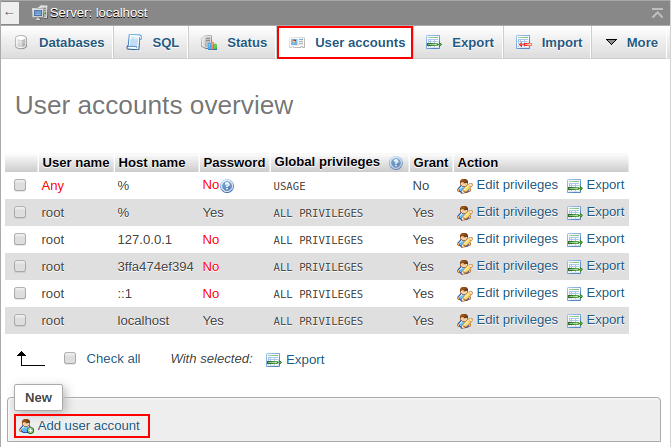 Server: localhost
Databases SQL Status User accounts Export Import More
User accounts overview
User name Host name Password Global privileges Grant Action
Any % No USAGE No Edit privileges Export
root % Yes ALL PRIVILEGES Yes Edit privileges Export
root 127.0.0.1 No ALL PRIVILEGES Yes Edit privileges Export
root 3ffa474ef394 No ALL PRIVILEGES Yes Edit privileges Export
root ::1 No ALL PRIVILEGES Yes Edit privileges Export
root localhost Yes ALL PRIVILEGES Yes Edit privileges Export
Check all With selected: Export
New
Add user account